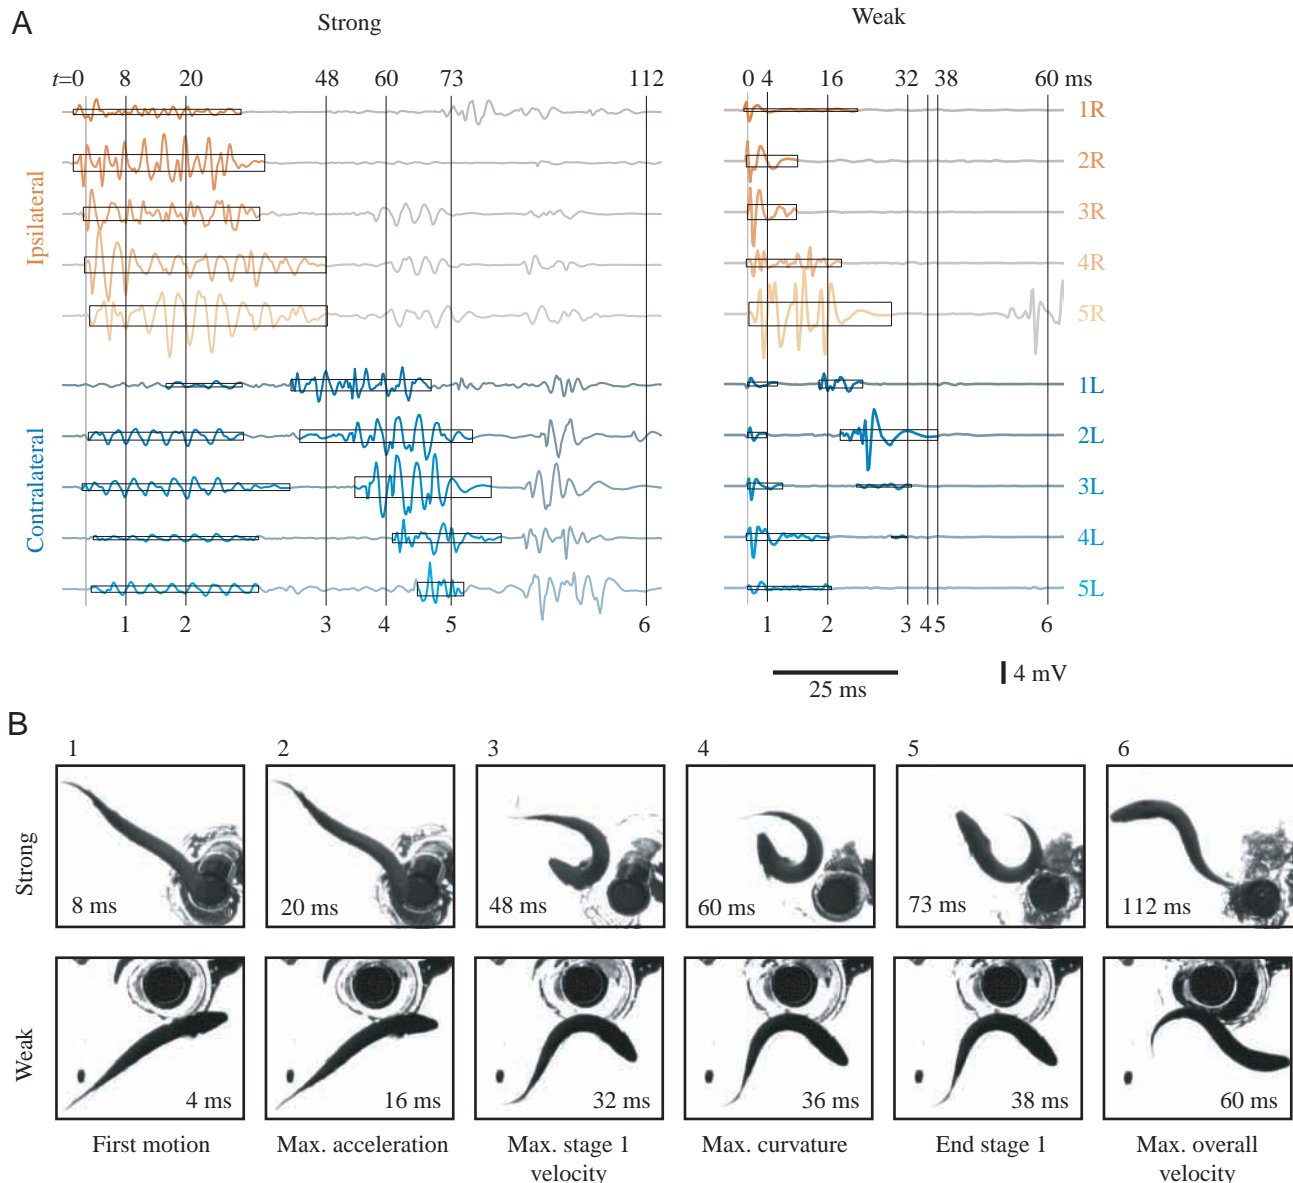 A
Strong
Weak
t=0 8 20 48 60 73 112
0 4 16 32 38 60 ms
Ipsilateral
Contralateral
1R
2R
3R
4R
5R
1L
2L
3L
4L
5L
1 2 3 4 5 6
1 2 3 4 5 6
25 ms
4 mV
B
1 2 3 4 5 6
Strong
8 ms
20 ms
48 ms
60 ms
73 ms
112 ms
Weak
4 ms
16 ms
32 ms
36 ms
38 ms
60 ms
First motion
Max. acceleration
Max. stage 1
velocity
Max. curvature
End stage 1
Max. overall
velocity